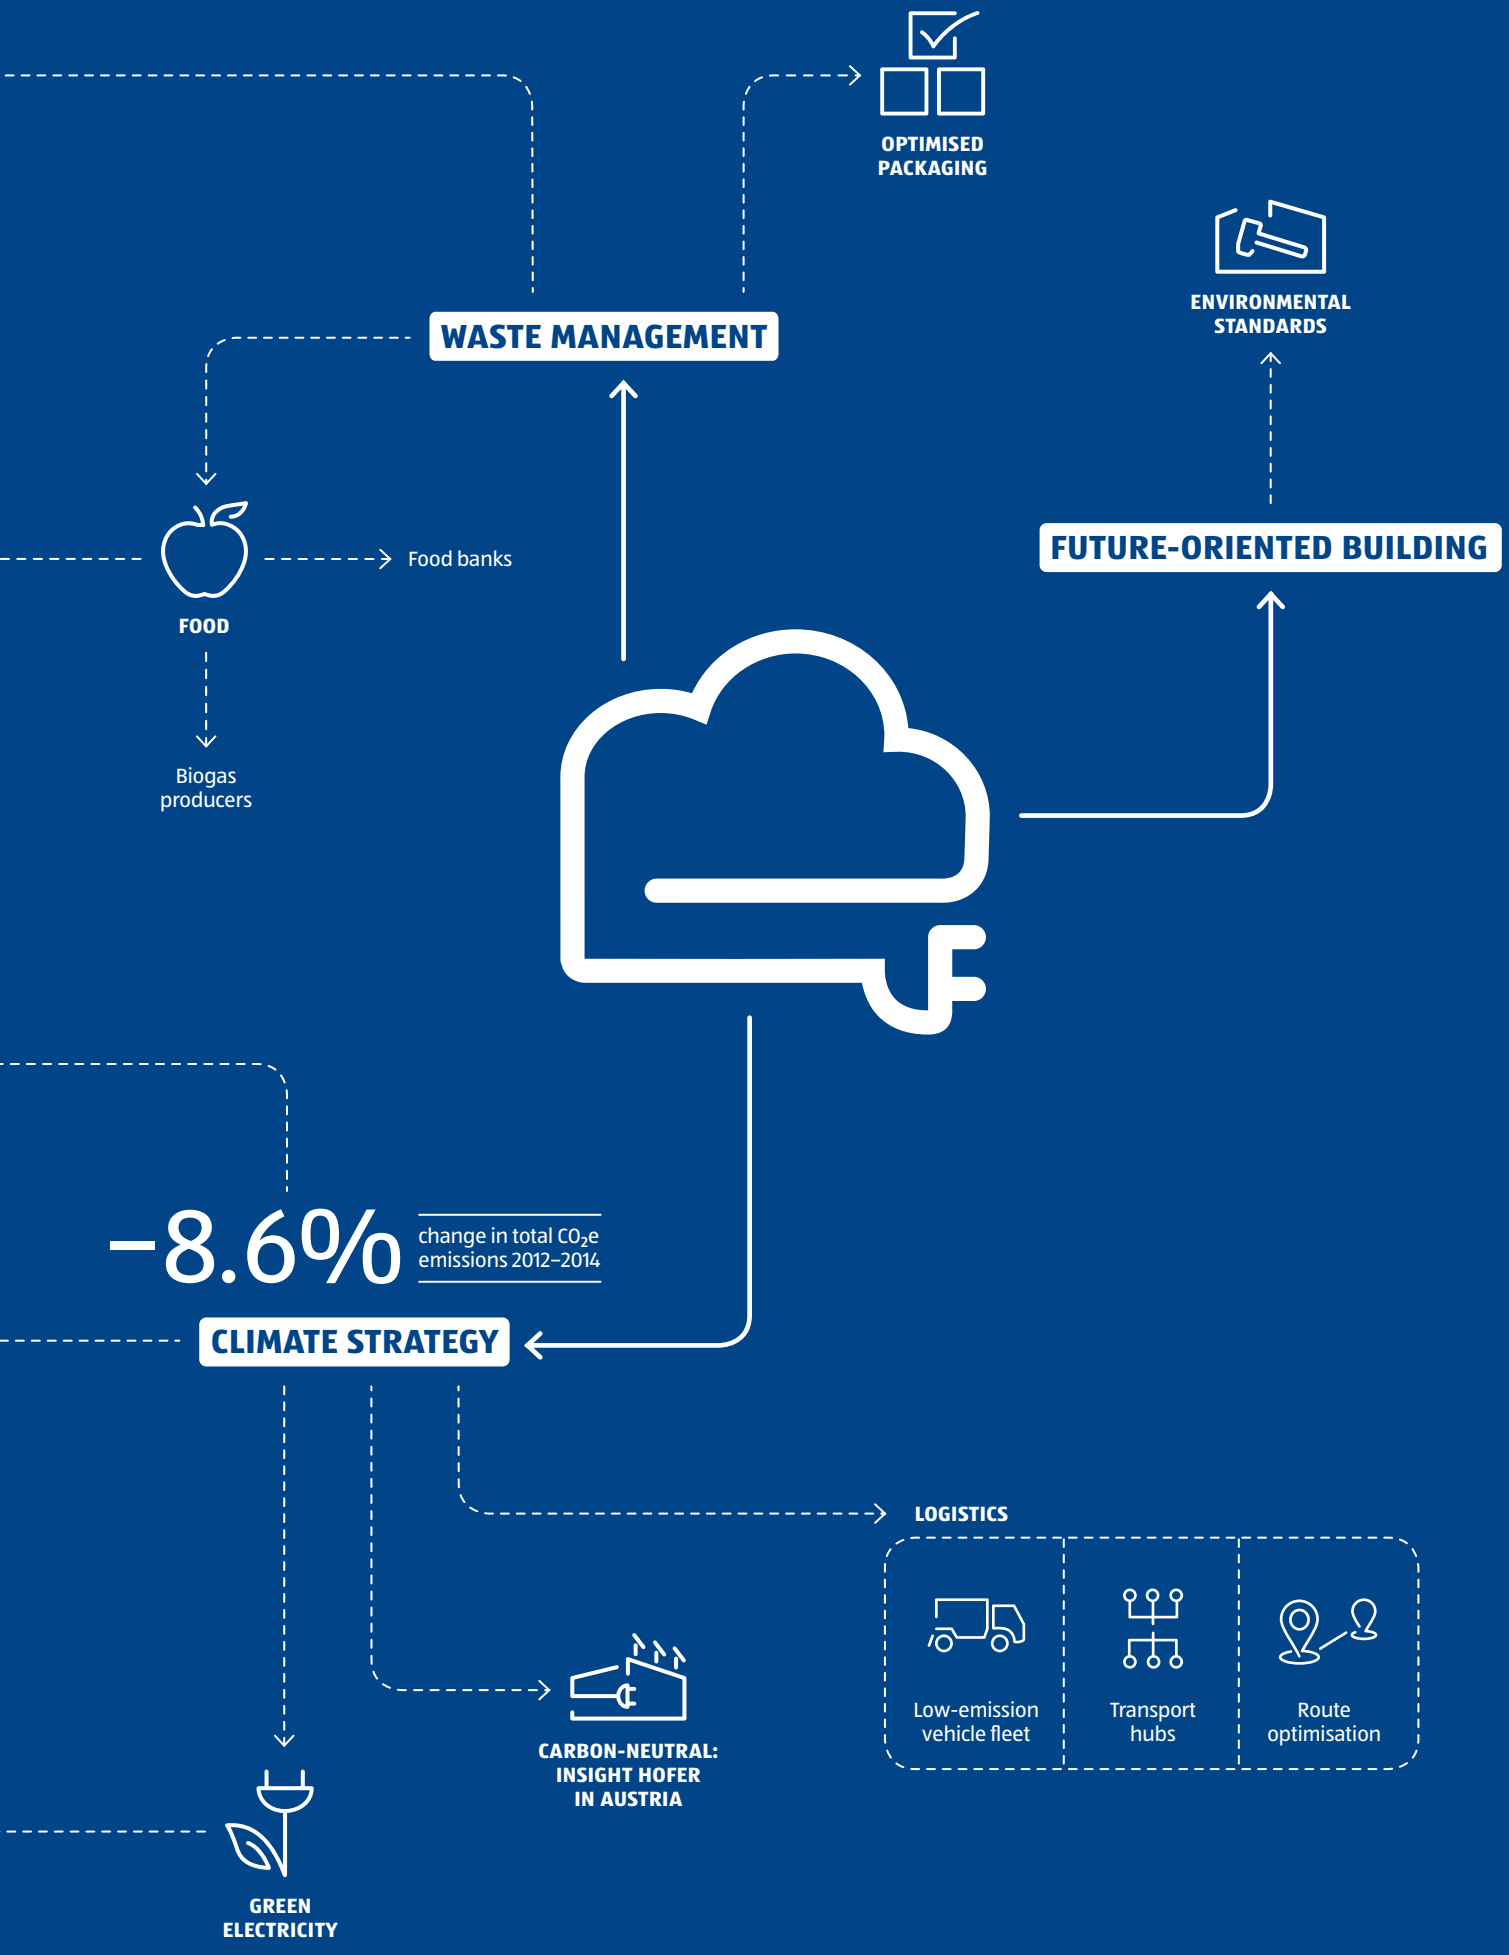 OPTIMISED
PACKAGING
ENVIRONMENTAL
STANDARDS
WASTE MANAGEMENT
FUTURE-ORIENTED BUILDING
Food banks
FOOD
Biogas
producers
–8.6%
change in total CO₂e
emissions 2012–2014
CLIMATE STRATEGY
LOGISTICS
Low-emission
vehicle fleet
Transport
hubs
Route
optimisation
CARBON-NEUTRAL:
INSIGHT HOFER
IN AUSTRIA
GREEN
ELECTRICITY